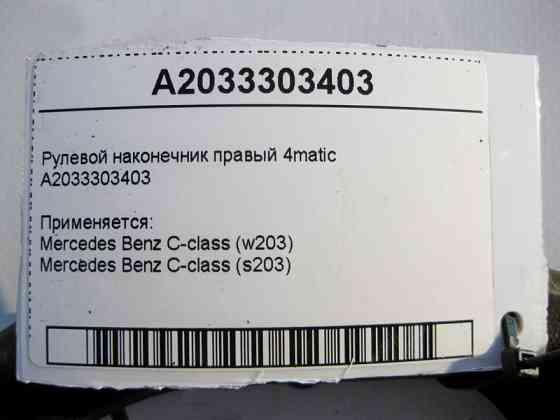 A2033303403
Рулевой наконечник правый 4matic
A2033303403
Применяется:
Mercedes Benz C-class (w203)
Mercedes Benz C-class (s203)